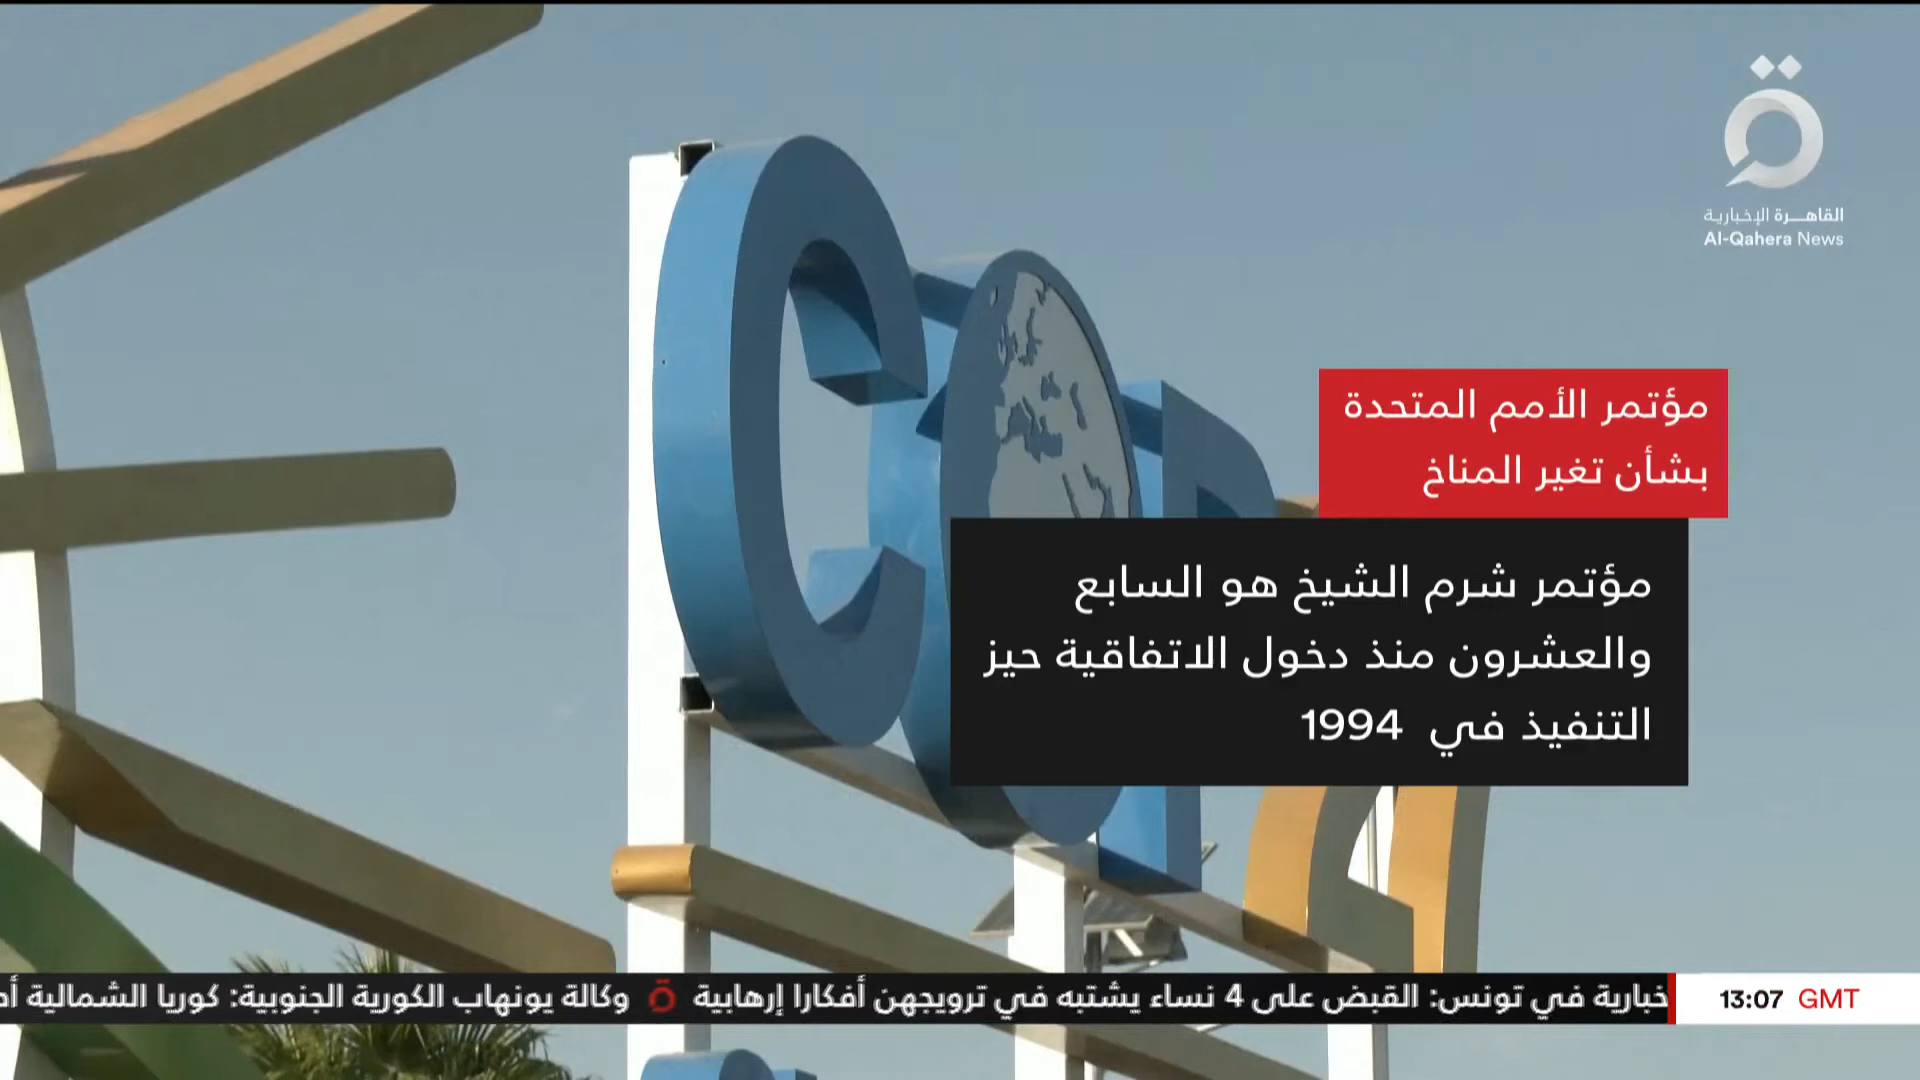 القاهرة الإخبارية
Al-Qahera News
مؤتمر الأمم المتحدة
بشأن تغير المناخ
مؤتمر شرم الشيخ هو السابع
والعشرون منذ دخول الاتفاقية حيز
التنفيذ في 1994
خبارية في تونس: القبض على 4 نساء يشتبه في ترويجهن أفكارا إرهابية وكالة يونهاب الكورية الجنوبية: كوريا الشمالية
13:07 GMT